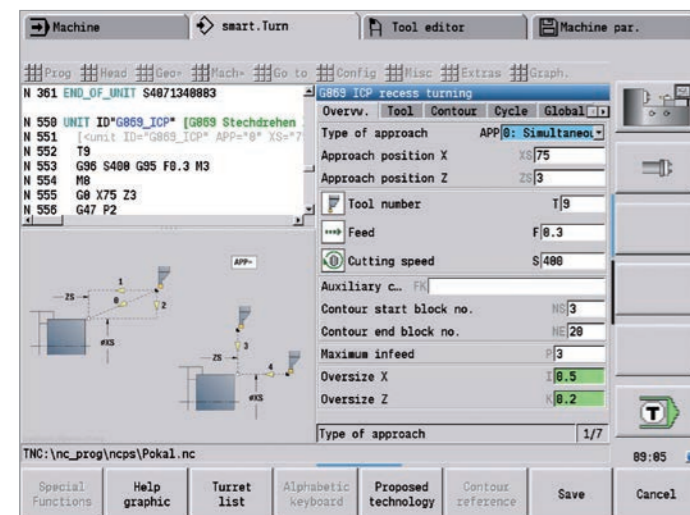 Machine
smart.Turn
Tool editor
Machine par.
Prog Head Geo+ Mach+ Go to Config Misc Extras Graph.
N 361 END_OF_UNIT S4071340883
N 550 UNIT ID"G869_ICP" [G869 Stechdrehen
N 551 [<unit ID="G869_ICP" APP="0" XS="7
N 552 T9
N 553 G96 S400 G95 F0.3 M3
N 554 M8
N 555 G0 X75 Z3
N 556 G47 P2
G869 ICP recess turning
Overvw. Tool Contour Cycle Global
Type of approach APP 0: Simultaneou
Approach position X XS 75
Approach position Z ZS 3
Tool number T 9
Feed F 0.3
Cutting speed S 400
Auxiliary c… FK
Contour start block no. NS 3
Contour end block no. NE 20
Maximum infeed P 3
Oversize X I 0.5
Oversize Z K 0.2
Type of approach 1/7
APP=
ZS
1
0
2
øXS
3
ZS
4
øXS
T
TNC:\nc_prog\ncps\Pokal.nc
09:05
Special Functions
Help graphic
Turret list
Alphabetic keyboard
Proposed technology
Contour reference
Save
Cancel